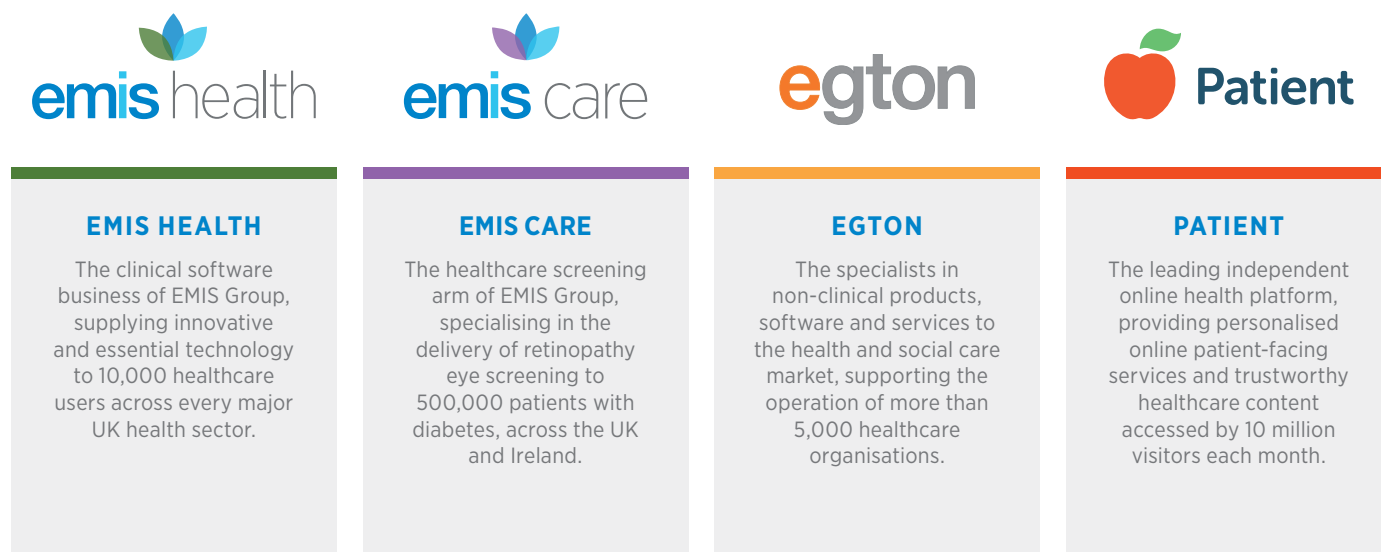 emis health
emis care
egton
Patient
EMIS HEALTH
The clinical software
business of EMIS Group,
supplying innovative
and essential technology
to 10,000 healthcare
users across every major
UK health sector.
EMIS CARE
The healthcare screening
arm of EMIS Group,
specialising in the
delivery of retinopathy
eye screening to
500,000 patients with
diabetes, across the UK
and Ireland.
EGTON
The specialists in
non-clinical products,
software and services to
the health and social care
market, supporting the
operation of more than
5,000 healthcare
organisations.
PATIENT
The leading independent
online health platform,
providing personalised
online patient-facing
services and trustworthy
healthcare content
accessed by 10 million
visitors each month.